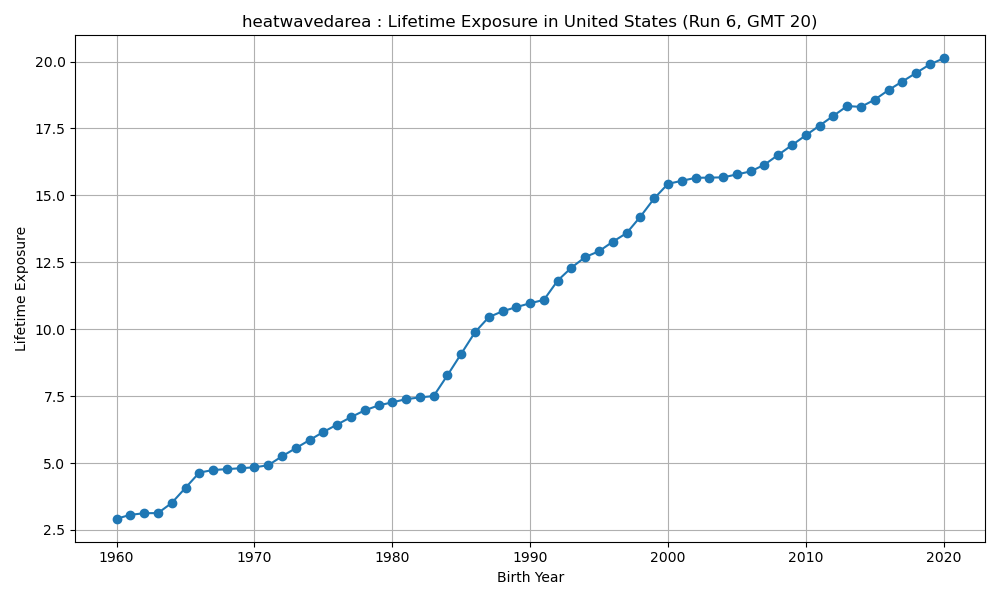 heatwavedarea : Lifetime Exposure in United States (Run 6, GMT 20)
Lifetime Exposure
20.0
17.5
15.0
12.5
10.0
7.5
5.0
2.5
1960 1970 1980 1990 2000 2010 2020
Birth Year